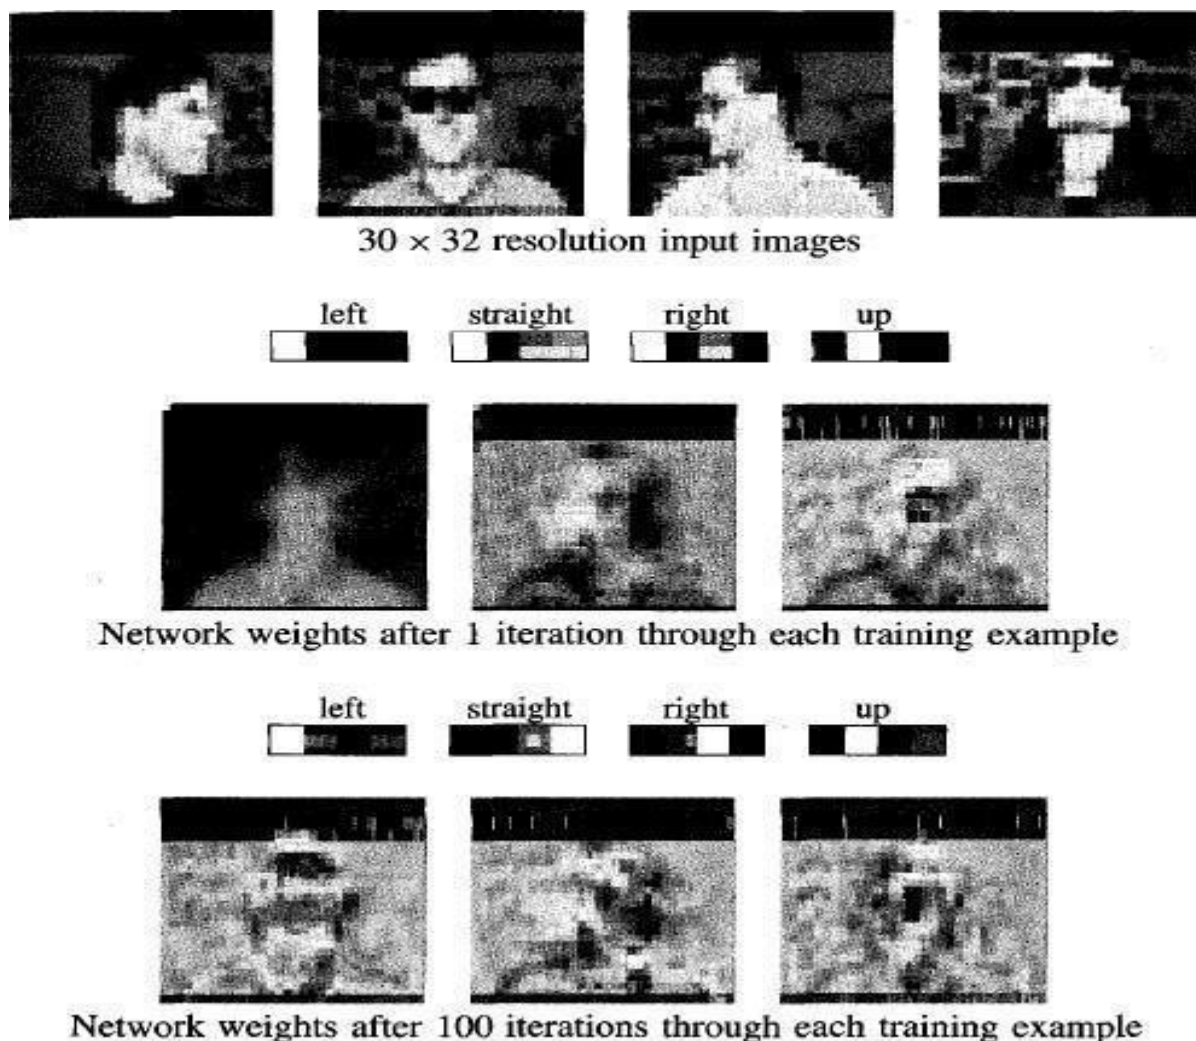 30 × 32 resolution input images
left straight right up
Network weights after 1 iteration through each training example
left straight right up
Network weights after 100 iterations through each training example